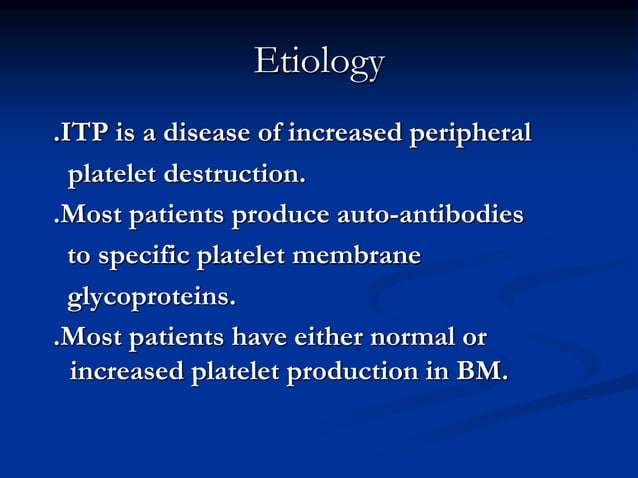 Etiology
.ITP is a disease of increased peripheral
platelet destruction.
.Most patients produce auto-antibodies
to specific platelet membrane
glycoproteins.
.Most patients have either normal or
increased platelet production in BM.